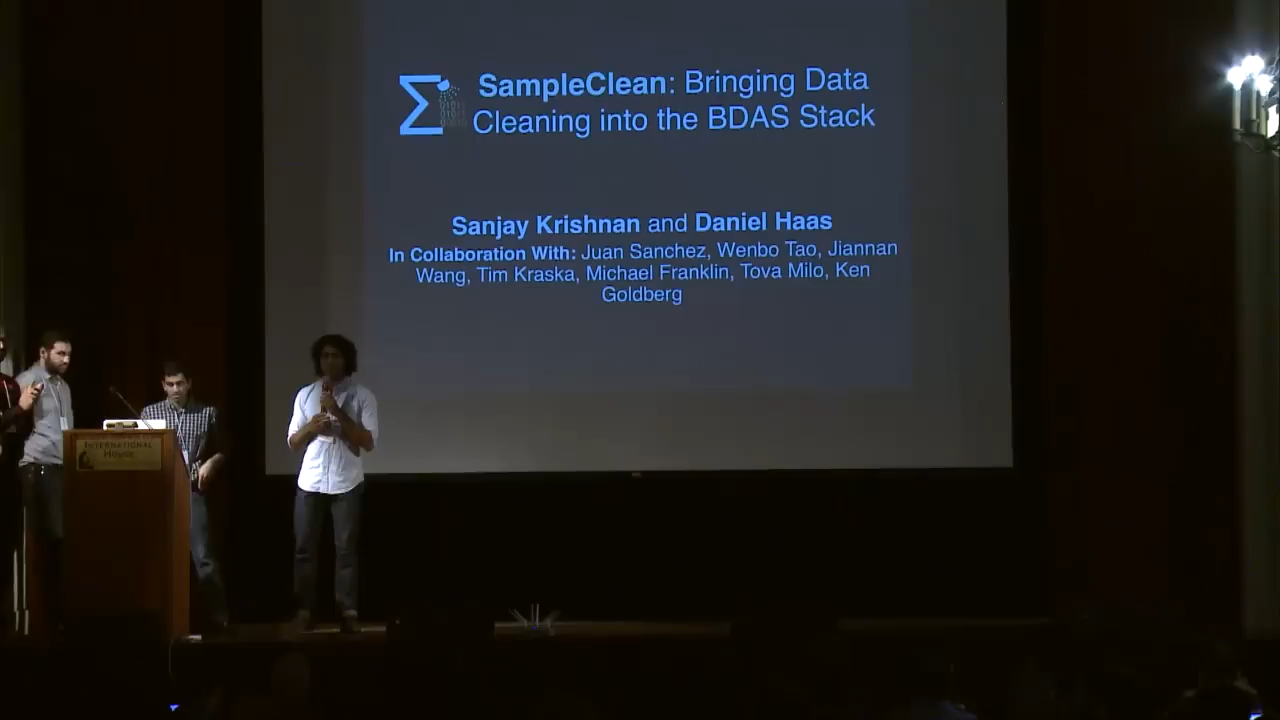 SampleClean: Bringing Data
Cleaning into the BDAS Stack
Sanjay Krishnan and Daniel Haas
In Collaboration With: Juan Sanchez, Wenbo Tao, Jiannan
Wang, Tim Kraska, Michael Franklin, Tova Milo, Ken
Goldberg
INTERNATIONAL
HOUSE